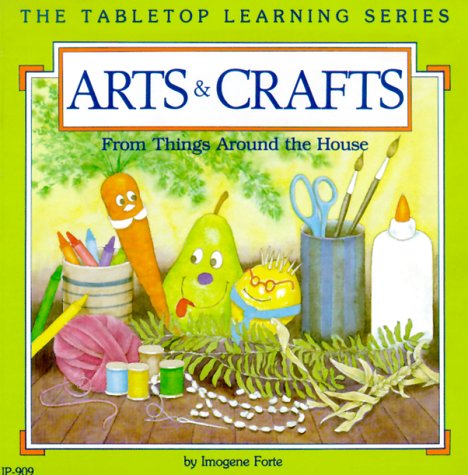 THE TABLETOP LEARNING SERIES
ARTS & CRAFTS
From Things Around the House
by Imogene Forte
IP-909